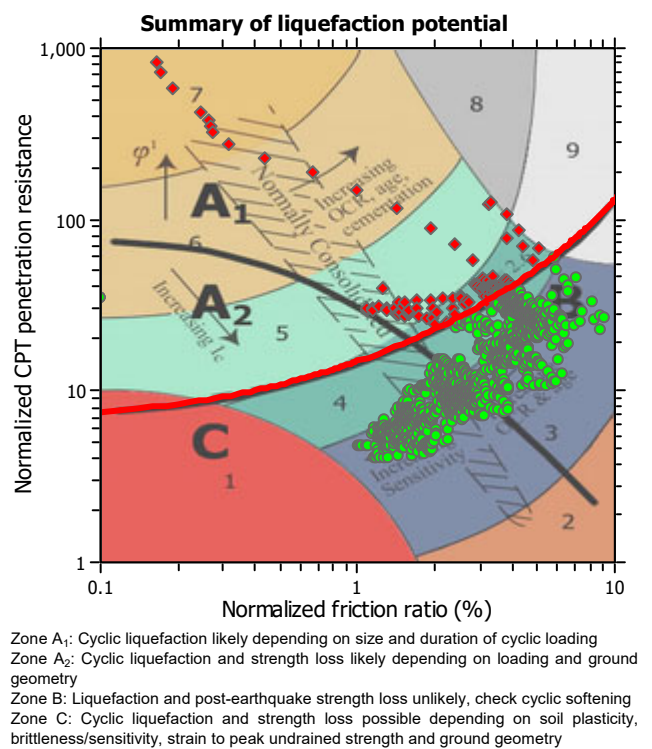 Summary of liquefaction potential
1,000
100
10
1
Normalized CPT penetration resistance
7
8
9
φ'
A1
Normally Consolidated
Increasing
OCR, age,
cementation
6
A2
Increasing Ic
5
B
4
C
1
Sensitivity
3
2
0.1
1
10
Normalized friction ratio (%)
Zone A1: Cyclic liquefaction likely depending on size and duration of cyclic loading
Zone A2: Cyclic liquefaction and strength loss likely depending on loading and ground
geometry
Zone B: Liquefaction and post-earthquake strength loss unlikely, check cyclic softening
Zone C: Cyclic liquefaction and strength loss possible depending on soil plasticity,
brittleness/sensitivity, strain to peak undrained strength and ground geometry